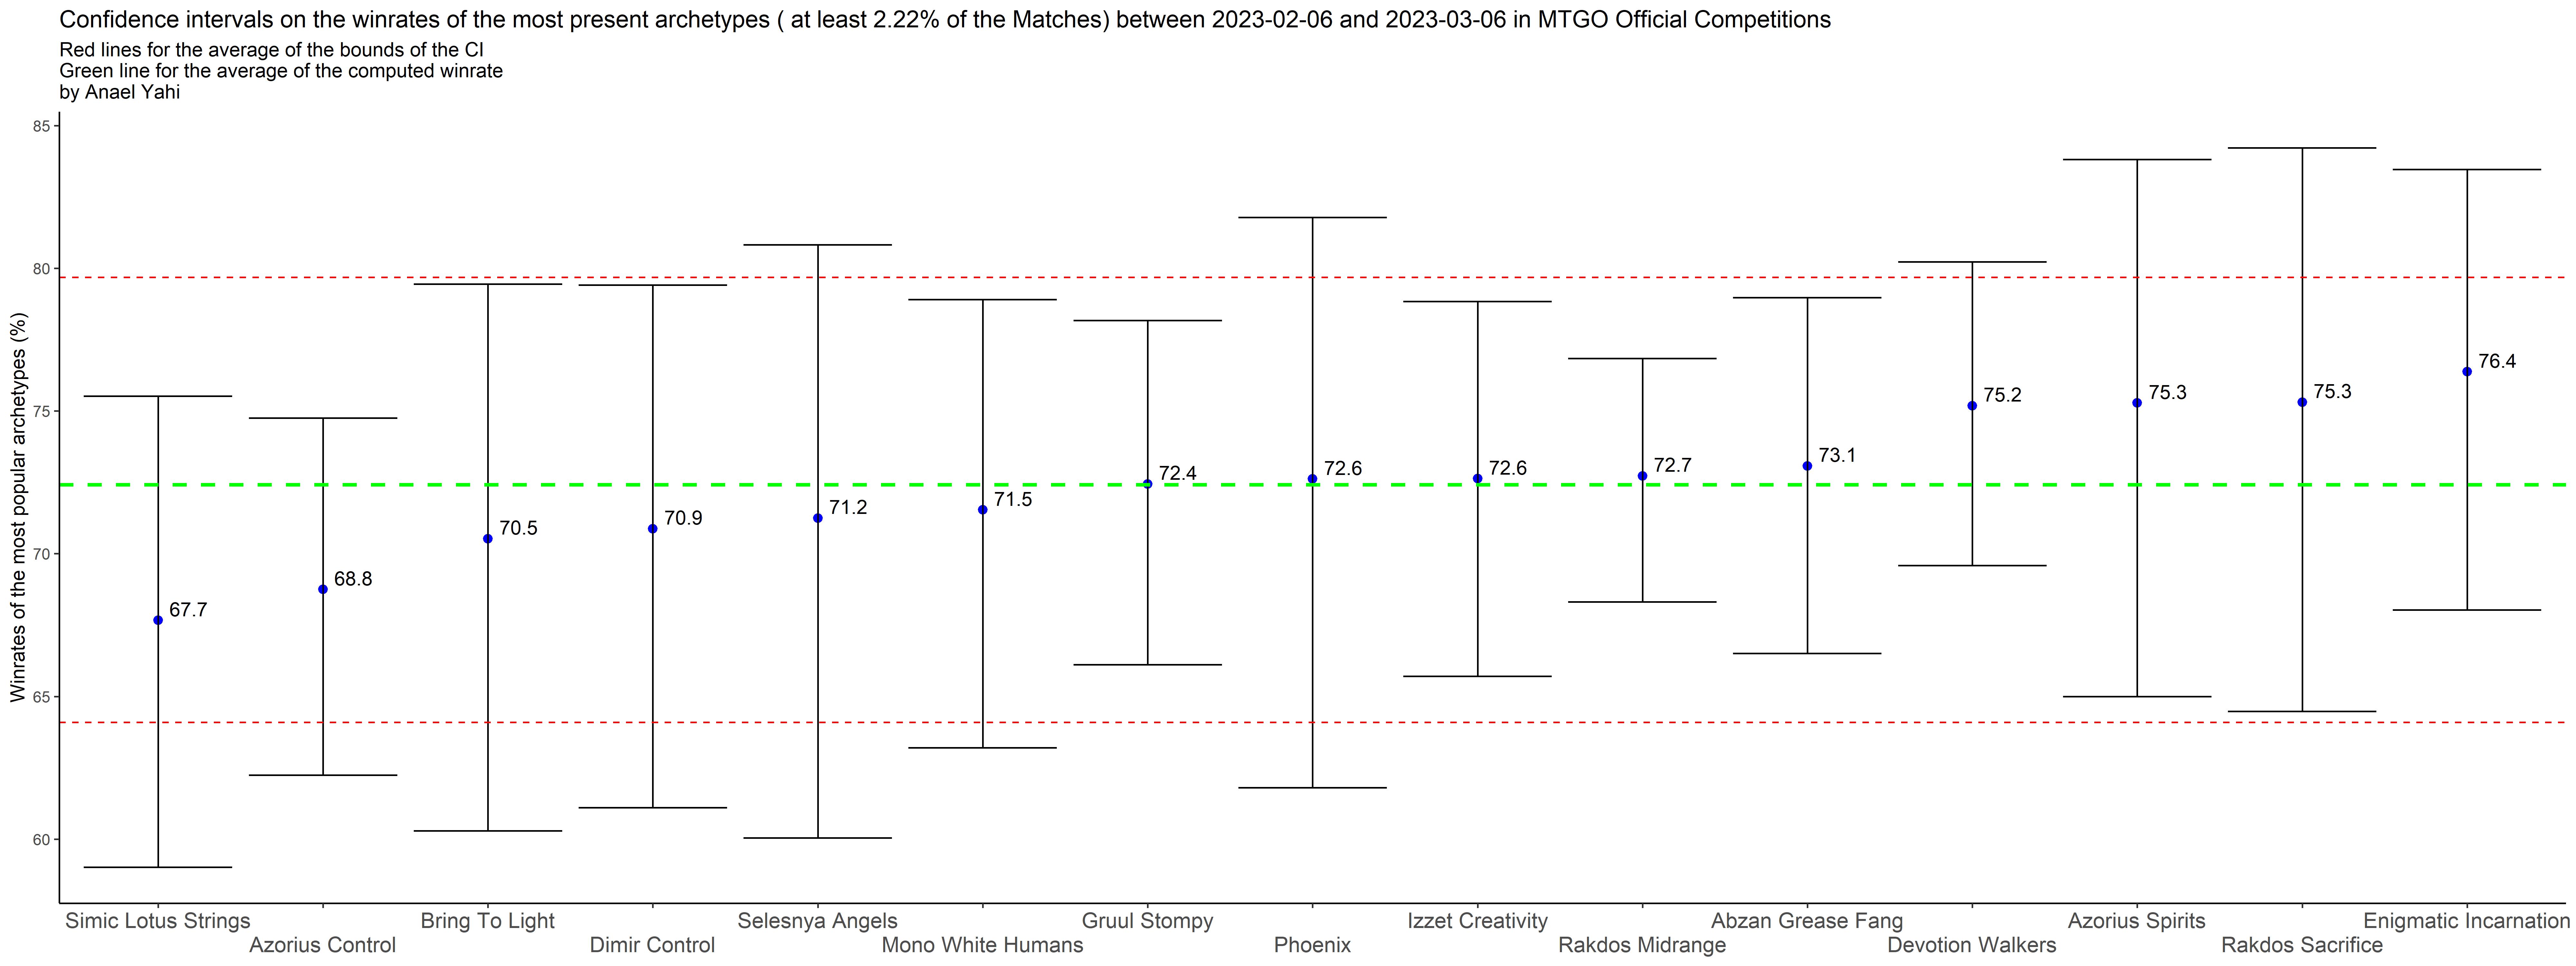 Confidence intervals on the winrates of the most present archetypes ( at least 2.22% of the Matches) between 2023-02-06 and 2023-03-06 in MTGO Official Competitions
Red lines for the average of the bounds of the CI
Green line for the average of the computed winrate
by Anael Yahi
Winrates of the most popular archetypes (%)
85
80
75
70
65
60
67.7
68.8
70.5
70.9
71.2
71.5
72.4
72.6
72.6
72.7
73.1
75.2
75.3
75.3
76.4
Simic Lotus Strings
Azorius Control
Bring To Light
Dimir Control
Selesnya Angels
Mono White Humans
Gruul Stompy
Phoenix
Izzet Creativity
Rakdos Midrange
Abzan Grease Fang
Devotion Walkers
Azorius Spirits
Rakdos Sacrifice
Enigmatic Incarnation